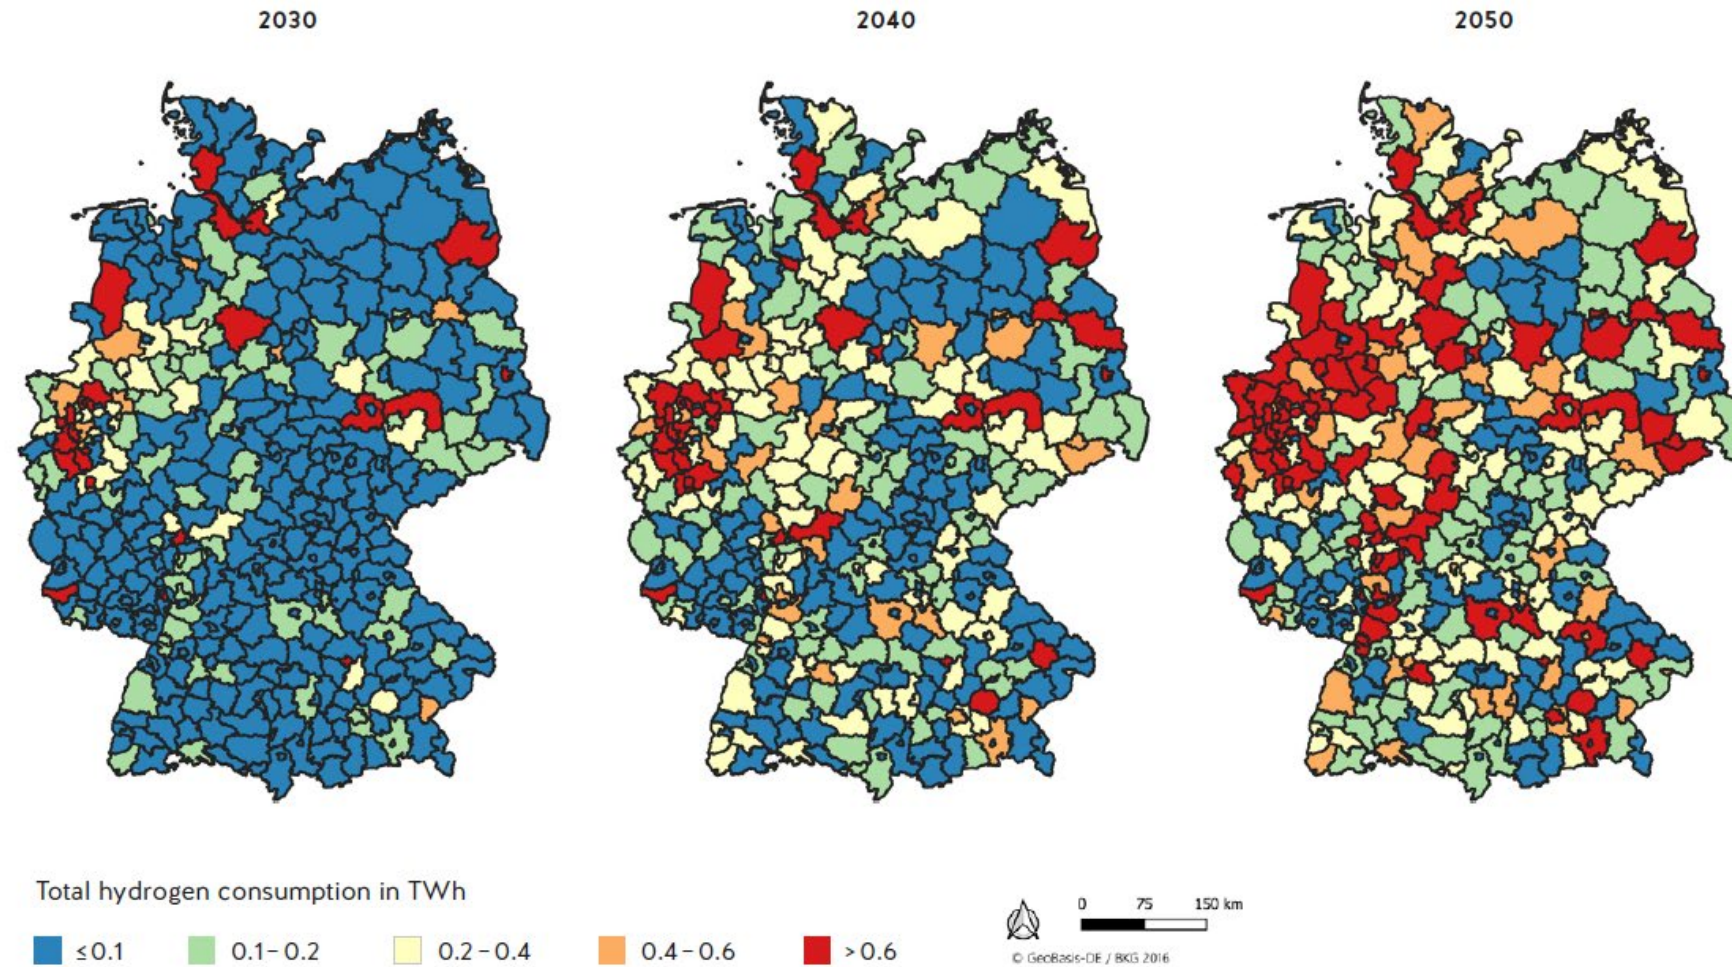 2030 2040 2050
Total hydrogen consumption in TWh
≤ 0.1 0.1 – 0.2 0.2 – 0.4 0.4 – 0.6 > 0.6
0 75 150 km
© GeoBasis-DE / BKG 2016